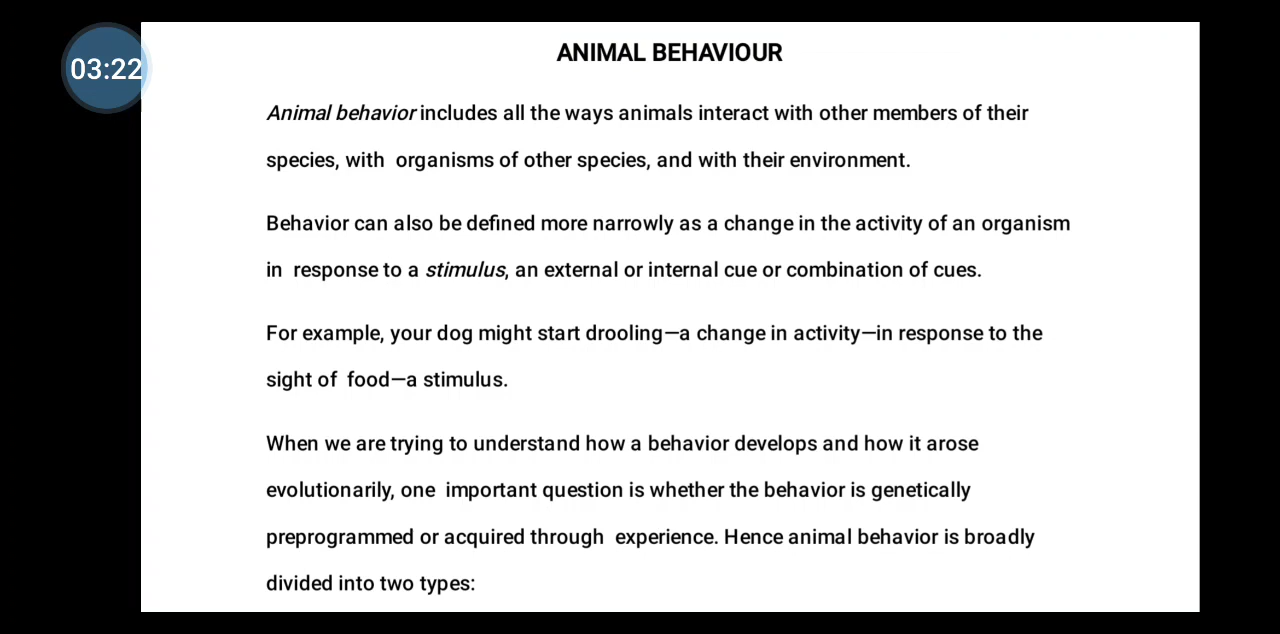 03:22
ANIMAL BEHAVIOUR
Animal behavior includes all the ways animals interact with other members of their
species, with organisms of other species, and with their environment.
Behavior can also be defined more narrowly as a change in the activity of an organism
in response to a stimulus, an external or internal cue or combination of cues.
For example, your dog might start drooling—a change in activity—in response to the
sight of food—a stimulus.
When we are trying to understand how a behavior develops and how it arose
evolutionarily, one important question is whether the behavior is genetically
preprogrammed or acquired through experience. Hence animal behavior is broadly
divided into two types: